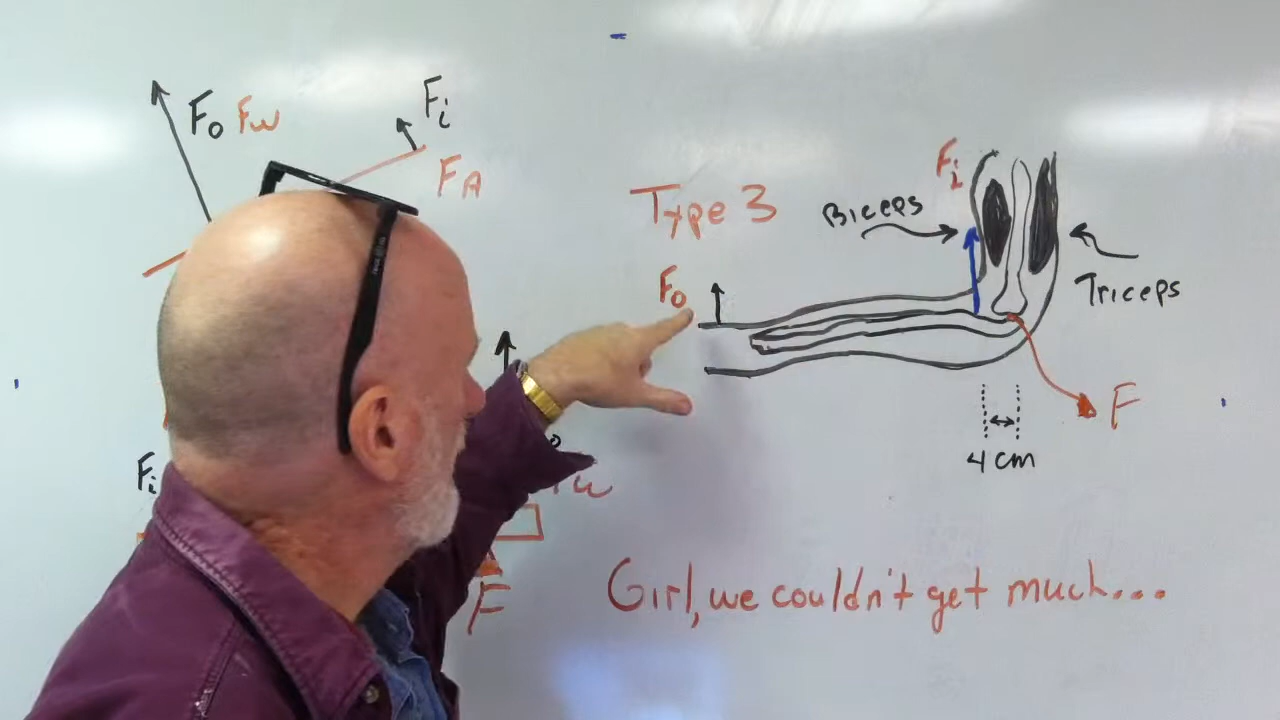 Fo Fw
Fi
FA
Fi
F
Type 3
Biceps
Fi
Triceps
Fo
F
4 cm
Girl, we couldn't get much...